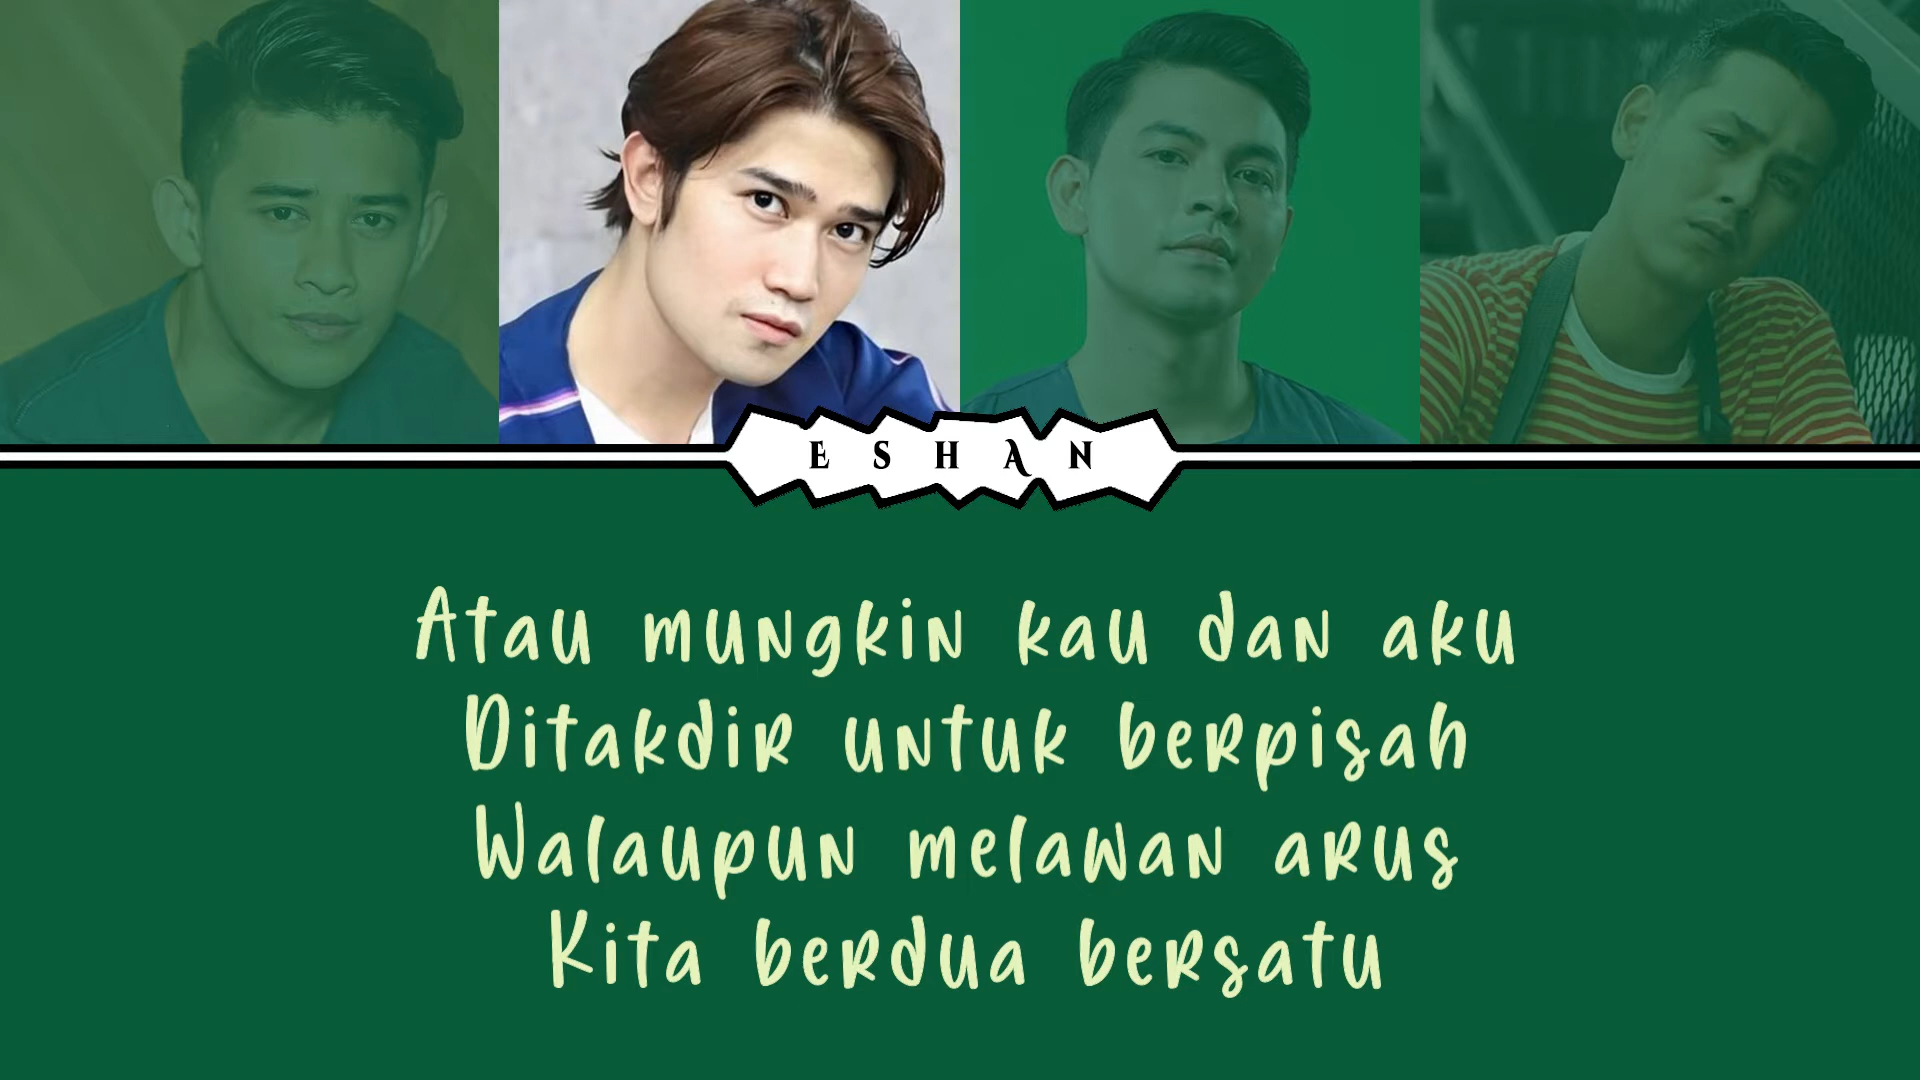 ESHAN
Atau mungkin kau dan aku
Ditakdir untuk berpisah
Walaupun melawan arus
Kita berdua bersatu